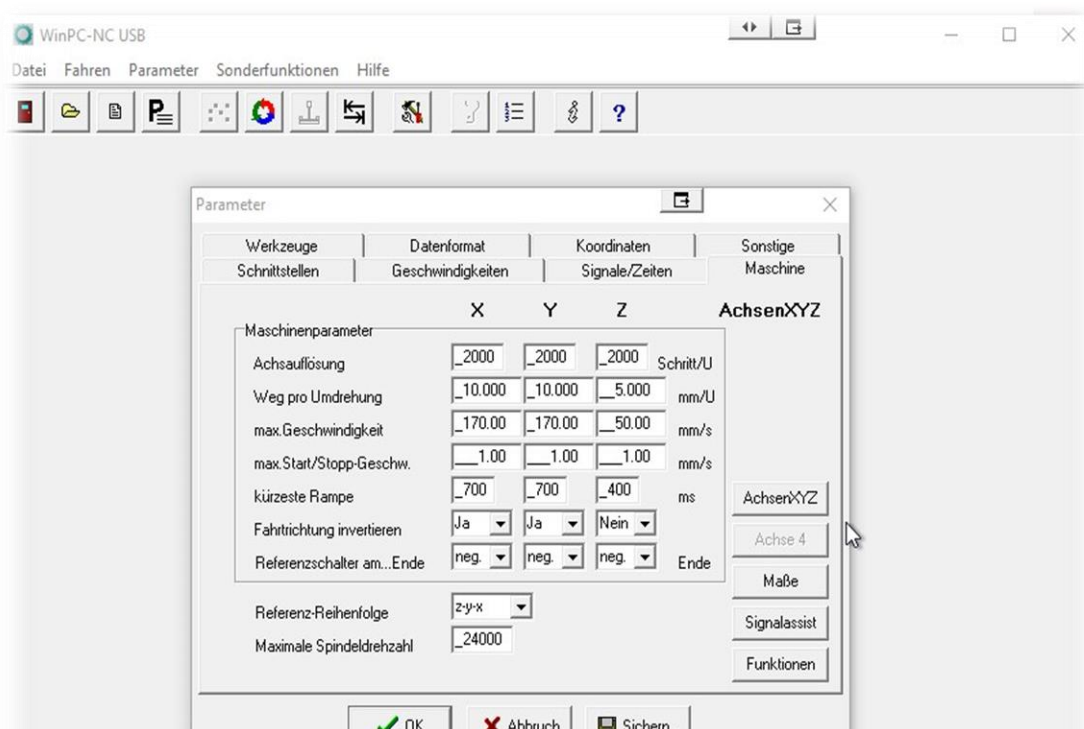 WinPC-NC USB
Datei Fahren Parameter Sonderfunktionen Hilfe
P
?
Parameter
Werkzeuge Datenformat Koordinaten Sonstige
Schnittstellen Geschwindigkeiten Signale/Zeiten Maschine
X Y Z AchsenXYZ
Maschinenparameter
Achsauflösung _2000 _2000 _2000 Schritt/U
Weg pro Umdrehung _10.000 _10.000 __5.000 mm/U
max.Geschwindigkeit _170.00 _170.00 __50.00 mm/s
max.Start/Stopp-Geschw. ___1.00 ___1.00 ___1.00 mm/s
kürzeste Rampe _700 _700 _400 ms
AchsenXYZ
Fahrtrichtung invertieren Ja Ja Nein
Achse 4
Referenzschalter am...Ende neg. neg. neg. Ende
Maße
Referenz-Reihenfolge z-y-x
Signalassist
Maximale Spindeldrehzahl _24000
Funktionen
OK Abbruch Sichern